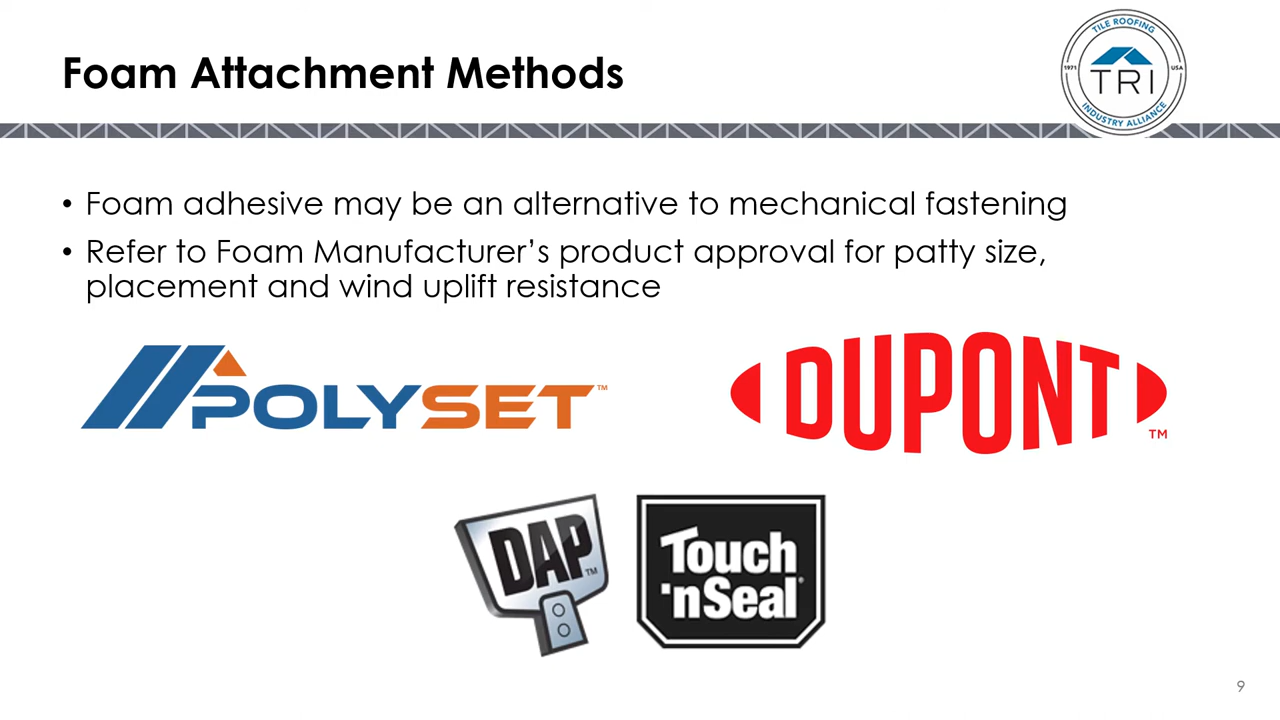 Foam Attachment Methods
TILE ROOFING
1971 TRI USA
INDUSTRY ALLIANCE
• Foam adhesive may be an alternative to mechanical fastening
• Refer to Foam Manufacturer’s product approval for patty size,
placement and wind uplift resistance
POLYSET™
DUPONT™
DAP™
Touch
'nSeal®
9